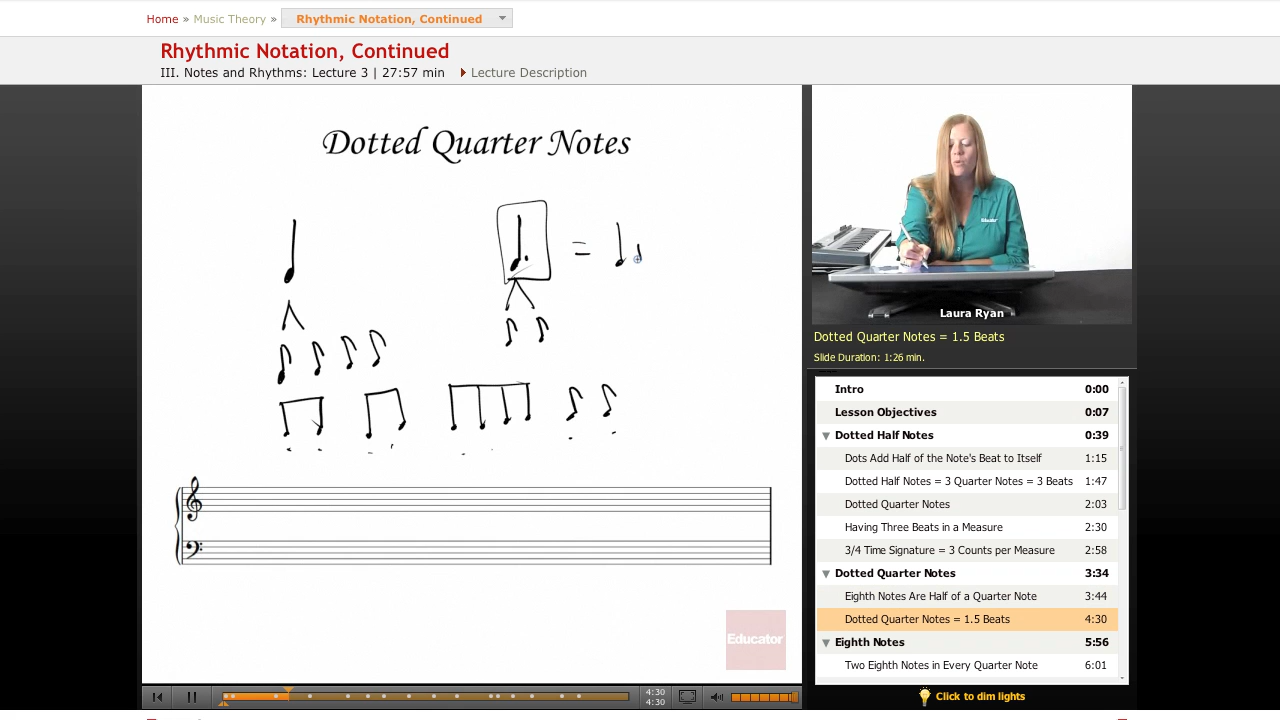 Home » Music Theory » Rhythmic Notation, Continued
Rhythmic Notation, Continued
III. Notes and Rhythms: Lecture 3 | 27:57 min Lecture Description
Dotted Quarter Notes
=
Educator
Educator
Laura Ryan
Dotted Quarter Notes = 1.5 Beats
Slide Duration: 1:26 min.
Intro 0:00
Lesson Objectives 0:07
Dotted Half Notes 0:39
Dots Add Half of the Note's Beat to Itself 1:15
Dotted Half Notes = 3 Quarter Notes = 3 Beats 1:47
Dotted Quarter Notes 2:03
Having Three Beats in a Measure 2:30
3/4 Time Signature = 3 Counts per Measure 2:58
Dotted Quarter Notes 3:34
Eighth Notes Are Half of a Quarter Note 3:44
Dotted Quarter Notes = 1.5 Beats 4:30
Eighth Notes 5:56
Two Eighth Notes in Every Quarter Note 6:01
4:30
4:30
Click to dim lights